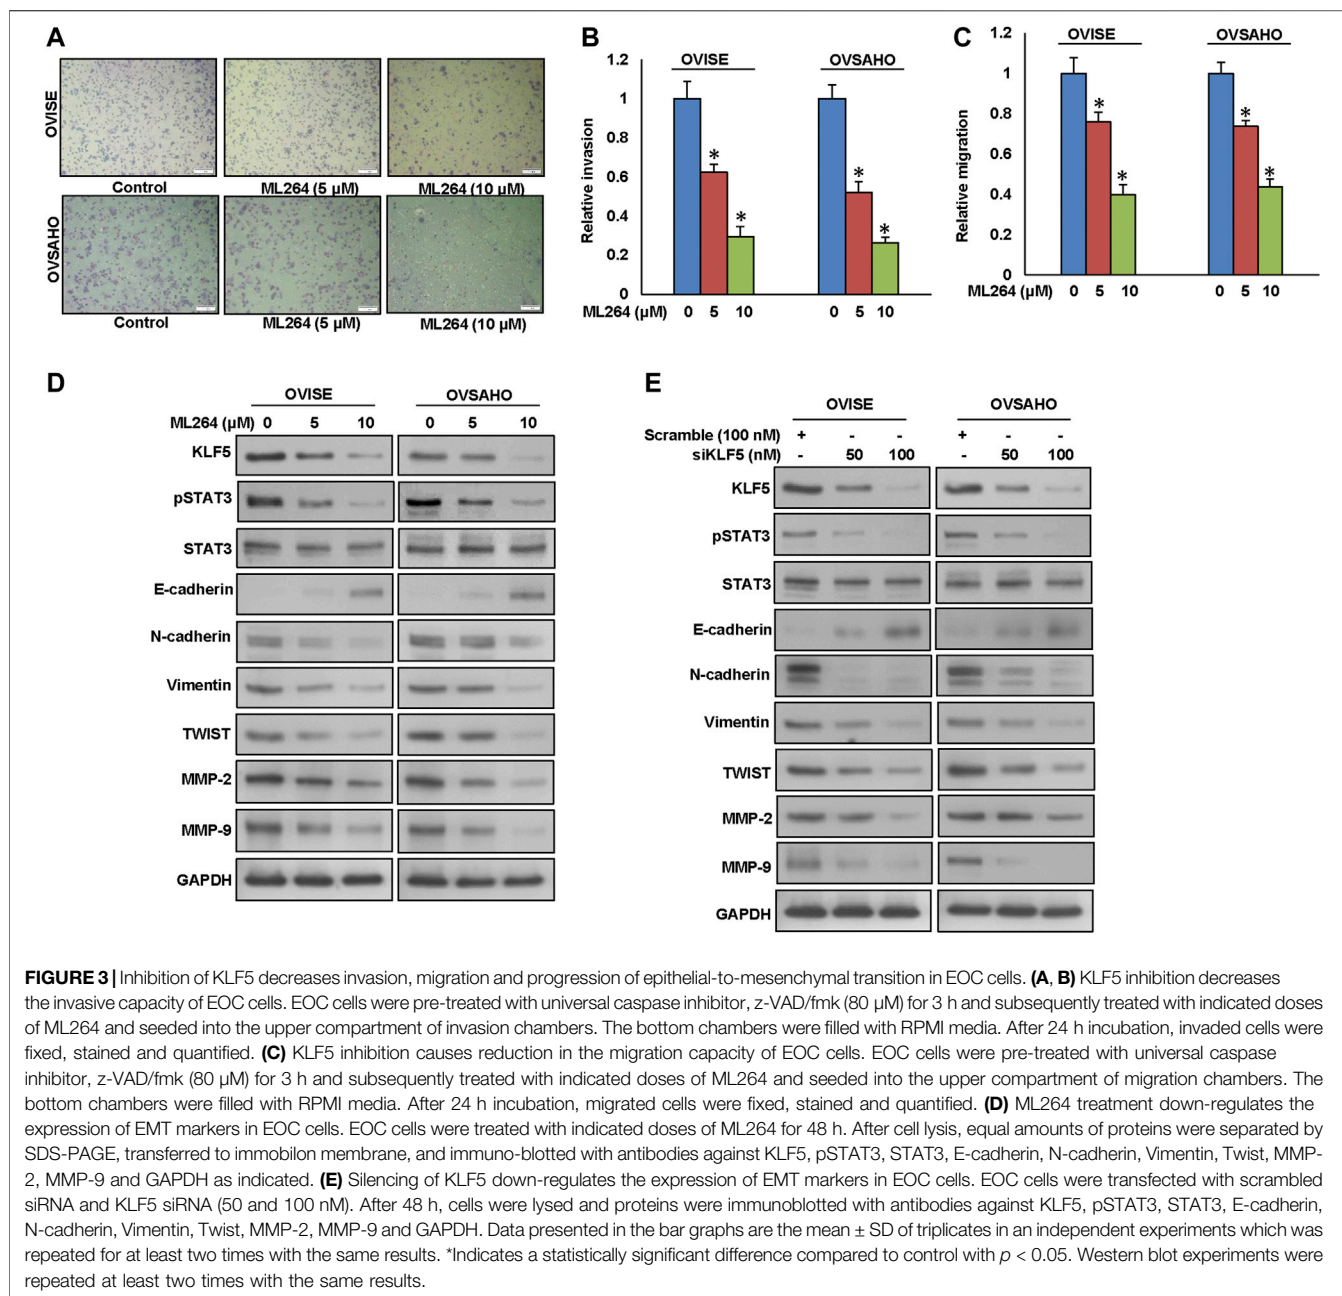 A
OVISE
Control
ML264 (5 µM)
ML264 (10 µM)
OVSAHO
Control
ML264 (5 µM)
ML264 (10 µM)
B
OVISE
OVSAHO
Relative invasion
1.2
1
0.8
0.6
0.4
0.2
0
* * * *
ML264 (µM) 0 5 10 0 5 10
C
OVISE
OVSAHO
Relative migration
1.2
1
0.8
0.6
0.4
0.2
0
* * * *
ML264 (µM) 0 5 10 0 5 10
D
OVISE OVSAHO
ML264 (µM) 0 5 10 0 5 10
KLF5
pSTAT3
STAT3
E-cadherin
N-cadherin
Vimentin
TWIST
MMP-2
MMP-9
GAPDH
E
OVISE OVSAHO
Scramble (100 nM) + - - + - -
siKLF5 (nM) - 50 100 - 50 100
KLF5
pSTAT3
STAT3
E-cadherin
N-cadherin
Vimentin
TWIST
MMP-2
MMP-9
GAPDH
FIGURE 3 | Inhibition of KLF5 decreases invasion, migration and progression of epithelial-to-mesenchymal transition in EOC cells. (A, B) KLF5 inhibition decreases
the invasive capacity of EOC cells. EOC cells were pre-treated with universal caspase inhibitor, z-VAD/fmk (80 µM) for 3 h and subsequently treated with indicated doses
of ML264 and seeded into the upper compartment of invasion chambers. The bottom chambers were filled with RPMI media. After 24 h incubation, invaded cells were
fixed, stained and quantified. (C) KLF5 inhibition causes reduction in the migration capacity of EOC cells. EOC cells were pre-treated with universal caspase
inhibitor, z-VAD/fmk (80 µM) for 3 h and subsequently treated with indicated doses of ML264 and seeded into the upper compartment of migration chambers. The
bottom chambers were filled with RPMI media. After 24 h incubation, migrated cells were fixed, stained and quantified. (D) ML264 treatment down-regulates the
expression of EMT markers in EOC cells. EOC cells were treated with indicated doses of ML264 for 48 h. After cell lysis, equal amounts of proteins were separated by
SDS-PAGE, transferred to immobilon membrane, and immuno-blotted with antibodies against KLF5, pSTAT3, STAT3, E-cadherin, N-cadherin, Vimentin, Twist, MMP-
2, MMP-9 and GAPDH as indicated. (E) Silencing of KLF5 down-regulates the expression of EMT markers in EOC cells. EOC cells were transfected with scrambled
siRNA and KLF5 siRNA (50 and 100 nM). After 48 h, cells were lysed and proteins were immunoblotted with antibodies against KLF5, pSTAT3, STAT3, E-cadherin,
N-cadherin, Vimentin, Twist, MMP-2, MMP-9 and GAPDH. Data presented in the bar graphs are the mean ± SD of triplicates in an independent experiments which was
repeated for at least two times with the same results. *Indicates a statistically significant difference compared to control with p < 0.05. Western blot experiments were
repeated at least two times with the same results.